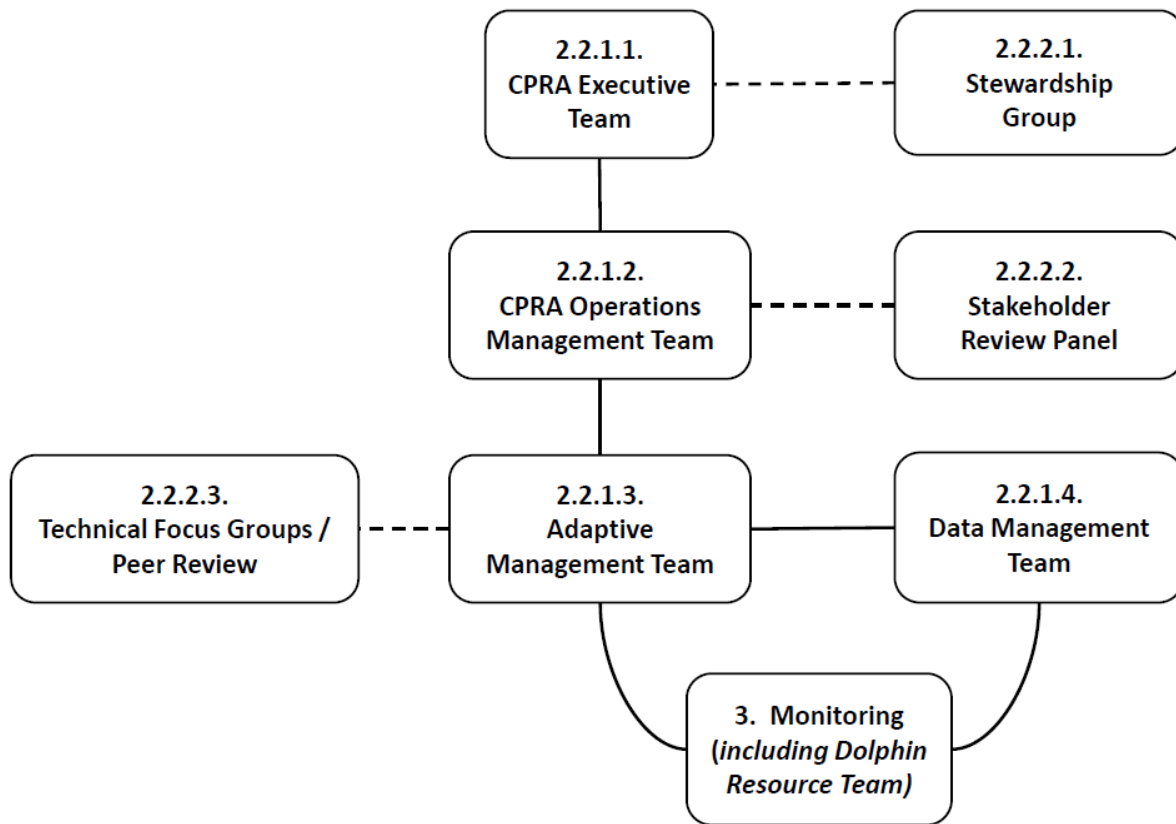 2.2.1.1.
CPRA Executive
Team
2.2.2.1.
Stewardship
Group
2.2.1.2.
CPRA Operations
Management Team
2.2.2.2.
Stakeholder
Review Panel
2.2.2.3.
Technical Focus Groups /
Peer Review
2.2.1.3.
Adaptive
Management Team
2.2.1.4.
Data Management
Team
3. Monitoring
(including Dolphin
Resource Team)